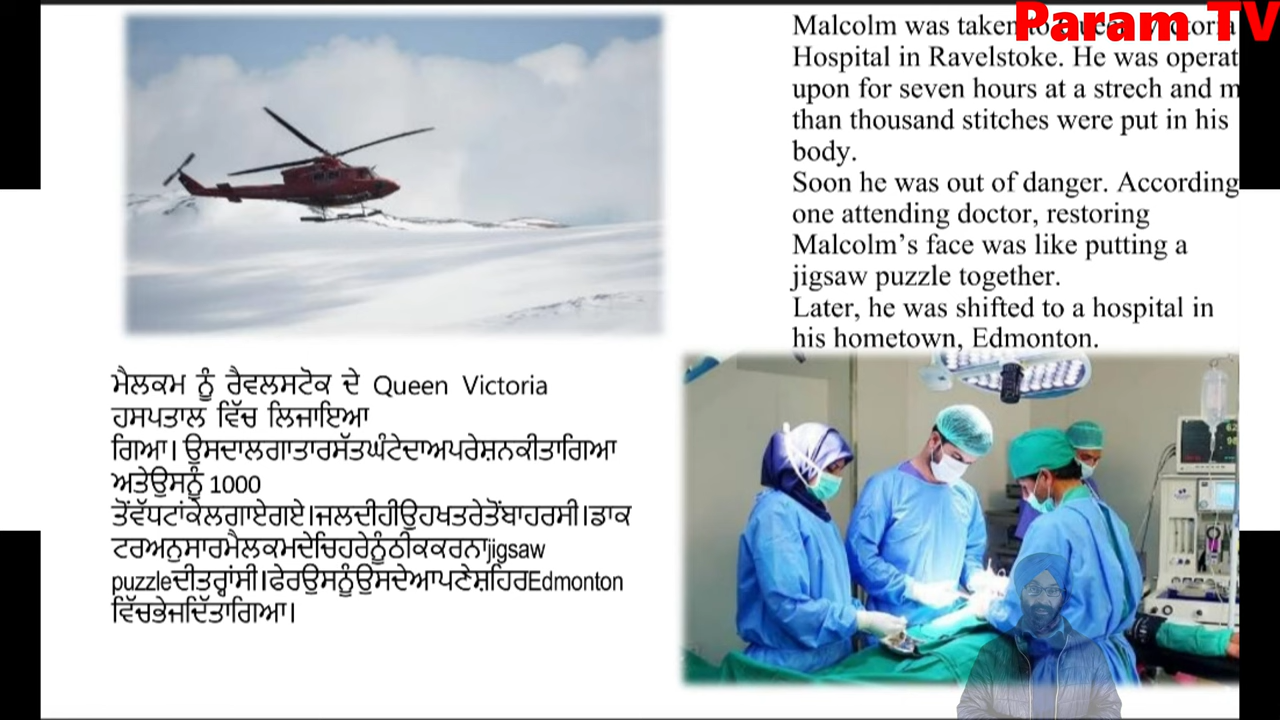 Param TV
Malcolm was taken to Queen Victoria
Hospital in Ravelstoke. He was operat
upon for seven hours at a strech and m
than thousand stitches were put in his
body.
Soon he was out of danger. According
one attending doctor, restoring
Malcolm’s face was like putting a
jigsaw puzzle together.
Later, he was shifted to a hospital in
his hometown, Edmonton.
ਮੈਲਕਮ ਨੂੰ ਰੈਵਲਸਟੋਕ ਦੇ Queen Victoria
ਹਸਪਤਾਲ ਵਿੱਚ ਲਿਜਾਇਆ
ਗਿਆ। ਉਸਦਾਲਗਾਤਾਰਸੱਤਘੰਟੇਦਾਅਪਰੇਸ਼ਨਕੀਤਾਗਿਆ
ਅਤੇਉਸਨੂੰ 1000
ਤੋਂਵੱਧਟਾਂਕੇਲਗਾਏਗਏ।ਜਲਦੀਹੀਉਹਖਤਰੇਤੋਂਬਾਹਰਸੀ।ਡਾਕ
ਟਰਅਨੁਸਾਰਮੈਲਕਮਦੇਚਿਹਰੇਨੂੰਠੀਕਕਰਨਾjigsaw
puzzleਦੀਤਰ੍ਹਾਂਸੀ।ਫੇਰਉਸਨੂੰਉਸਦੇਆਪਣੇਸ਼ਹਿਰEdmonton
ਵਿੱਚਭੇਜਦਿੱਤਾਗਿਆ।